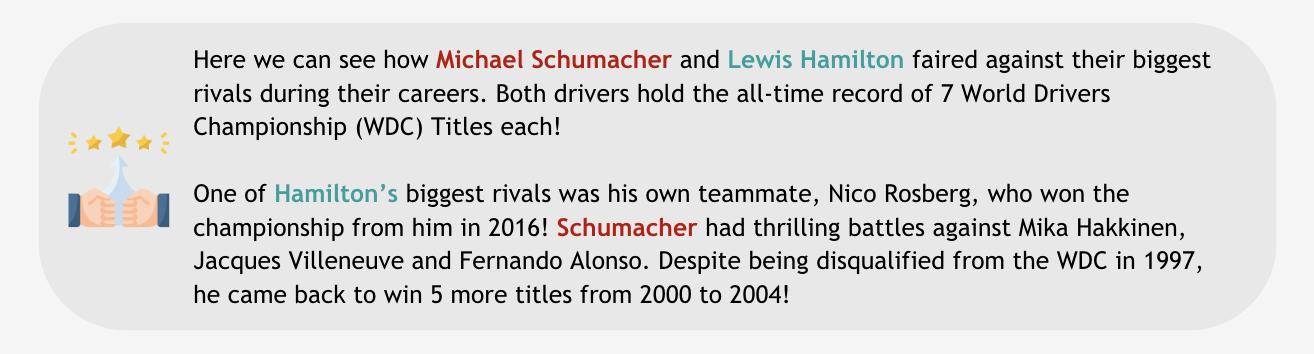 Here we can see how Michael Schumacher and Lewis Hamilton faired against their biggest
rivals during their careers. Both drivers hold the all-time record of 7 World Drivers
Championship (WDC) Titles each!
One of Hamilton’s biggest rivals was his own teammate, Nico Rosberg, who won the
championship from him in 2016! Schumacher had thrilling battles against Mika Hakkinen,
Jacques Villeneuve and Fernando Alonso. Despite being disqualified from the WDC in 1997,
he came back to win 5 more titles from 2000 to 2004!